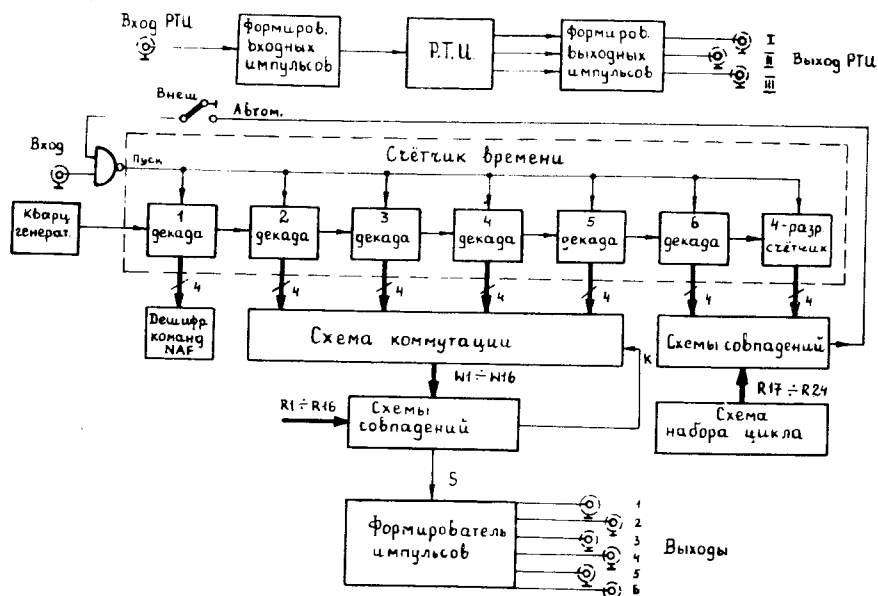 Вход РТЦ
Формиров.
входных
импульсов
Р.Т.Ц.
формиров.
выходных
импульсов
I
II
III
Выход РТЦ
Внеш.
Автом.
Вход
Пуск
Счётчик времени
Кварц
генерат.
1
декада
2
декада
3
декада
4
декада
5
декада
6
декада
4-разр.
счётчик
4
4
4
4
4
4
4
Дешифр
команд
NAF
Схема коммутации
К
Схемы совпадений
W1÷W16
R17÷R24
R1÷R16
Схемы
совпадений
Схема
набора цикла
S
Формирователь
импульсов
1
2
3
4
5
6
Выходы